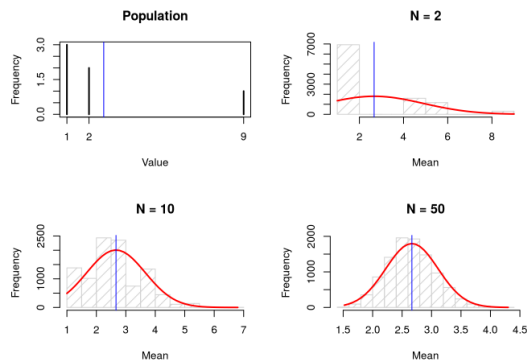 Population
Frequency
0.0 1.5 3.0
1 2 9
Value
N = 2
Frequency
0 3000 7000
2 4 6 8
Mean
N = 10
Frequency
0 1000 2500
1 2 3 4 5 6 7
Mean
N = 50
Frequency
0 1000
1.5 2.0 2.5 3.0 3.5 4.0 4.5
Mean